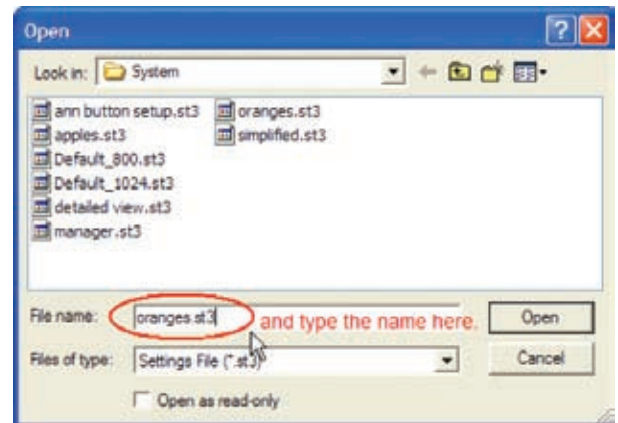 Open
Look in: System
ann button setup.st3 oranges.st3
apples.st3 simplified.st3
Default_800.st3
Default_1024.st3
detailed view.st3
manager.st3
File name: oranges.st3 and type the name here. Open
Files of type: Settings File (*.st3) Cancel
Open as read-only